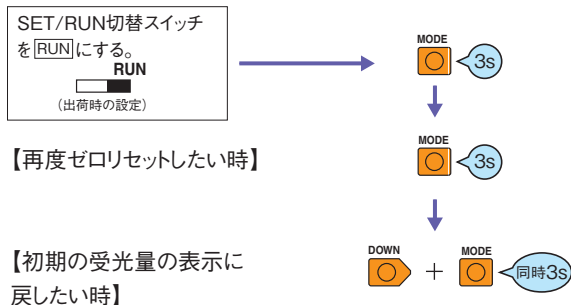 SET/RUN切替スイッチ
をRUNにする。
RUN
(出荷時の設定)
MODE
3s
【再度ゼロリセットしたい時】
MODE
3s
【初期の受光量の表示に
戻したい時】
DOWN
+
MODE
同時3s